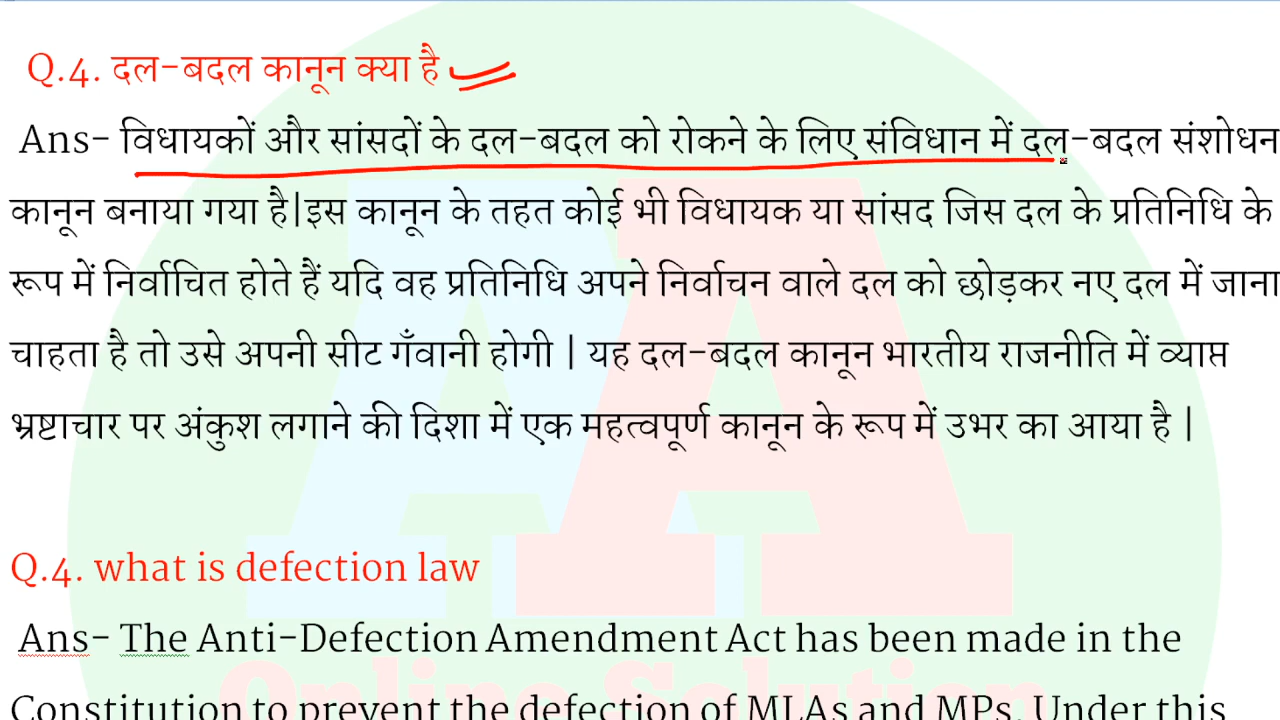 Q.4. दल-बदल कानून क्या है
Ans- विधायकों और सांसदों के दल-बदल को रोकने के लिए संविधान में दल-बदल संशोधन
कानून बनाया गया है|इस कानून के तहत कोई भी विधायक या सांसद जिस दल के प्रतिनिधि के
रूप में निर्वाचित होते हैं यदि वह प्रतिनिधि अपने निर्वाचन वाले दल को छोड़कर नए दल में जाना
चाहता है तो उसे अपनी सीट गँवानी होगी | यह दल-बदल कानून भारतीय राजनीति में व्याप्त
भ्रष्टाचार पर अंकुश लगाने की दिशा में एक महत्वपूर्ण कानून के रूप में उभर का आया है |
Q.4. what is defection law
Ans- The Anti-Defection Amendment Act has been made in the
Constitution to prevent the defection of MLAs and MPs. Under this
AA
Online Solution